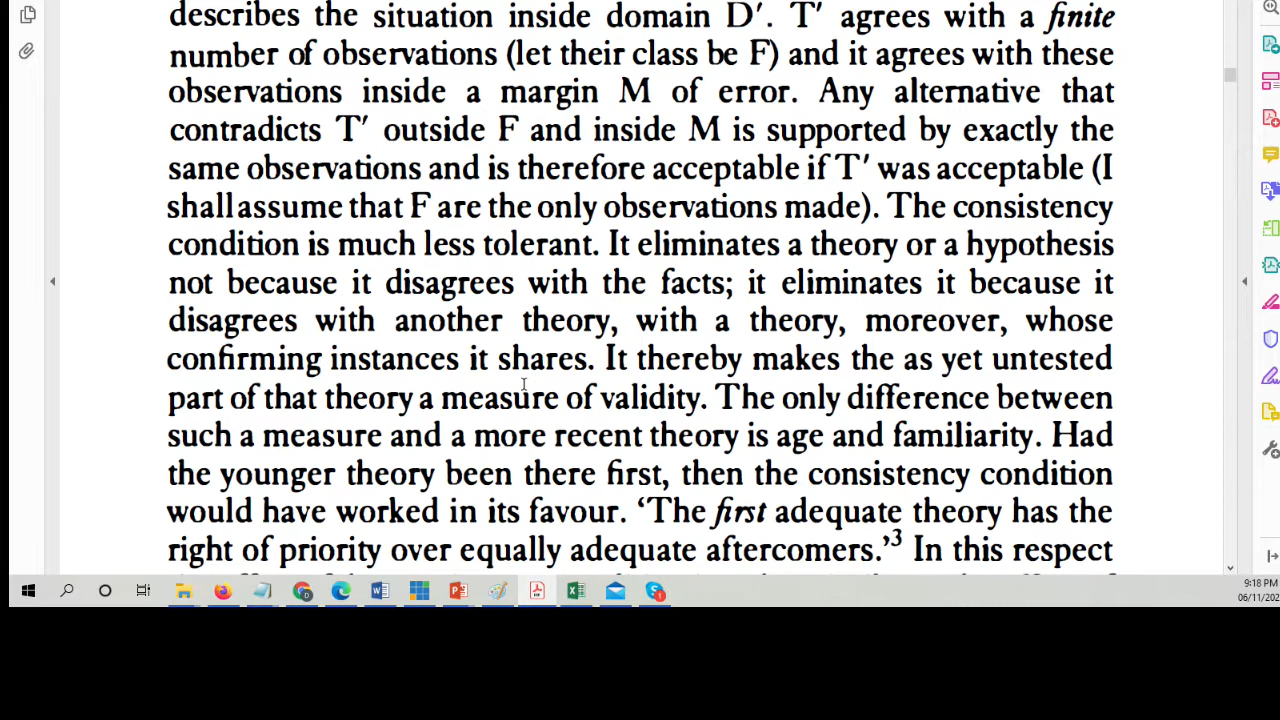 describes the situation inside domain D′. T′ agrees with a finite
number of observations (let their class be F) and it agrees with these
observations inside a margin M of error. Any alternative that
contradicts T′ outside F and inside M is supported by exactly the
same observations and is therefore acceptable if T′ was acceptable (I
shall assume that F are the only observations made). The consistency
condition is much less tolerant. It eliminates a theory or a hypothesis
not because it disagrees with the facts; it eliminates it because it
disagrees with another theory, with a theory, moreover, whose
confirming instances it shares. It thereby makes the as yet untested
part of that theory a measure of validity. The only difference between
such a measure and a more recent theory is age and familiarity. Had
the younger theory been there first, then the consistency condition
would have worked in its favour. ‘The first adequate theory has the
right of priority over equally adequate aftercomers.’3 In this respect
9:18 PM
06/11/202